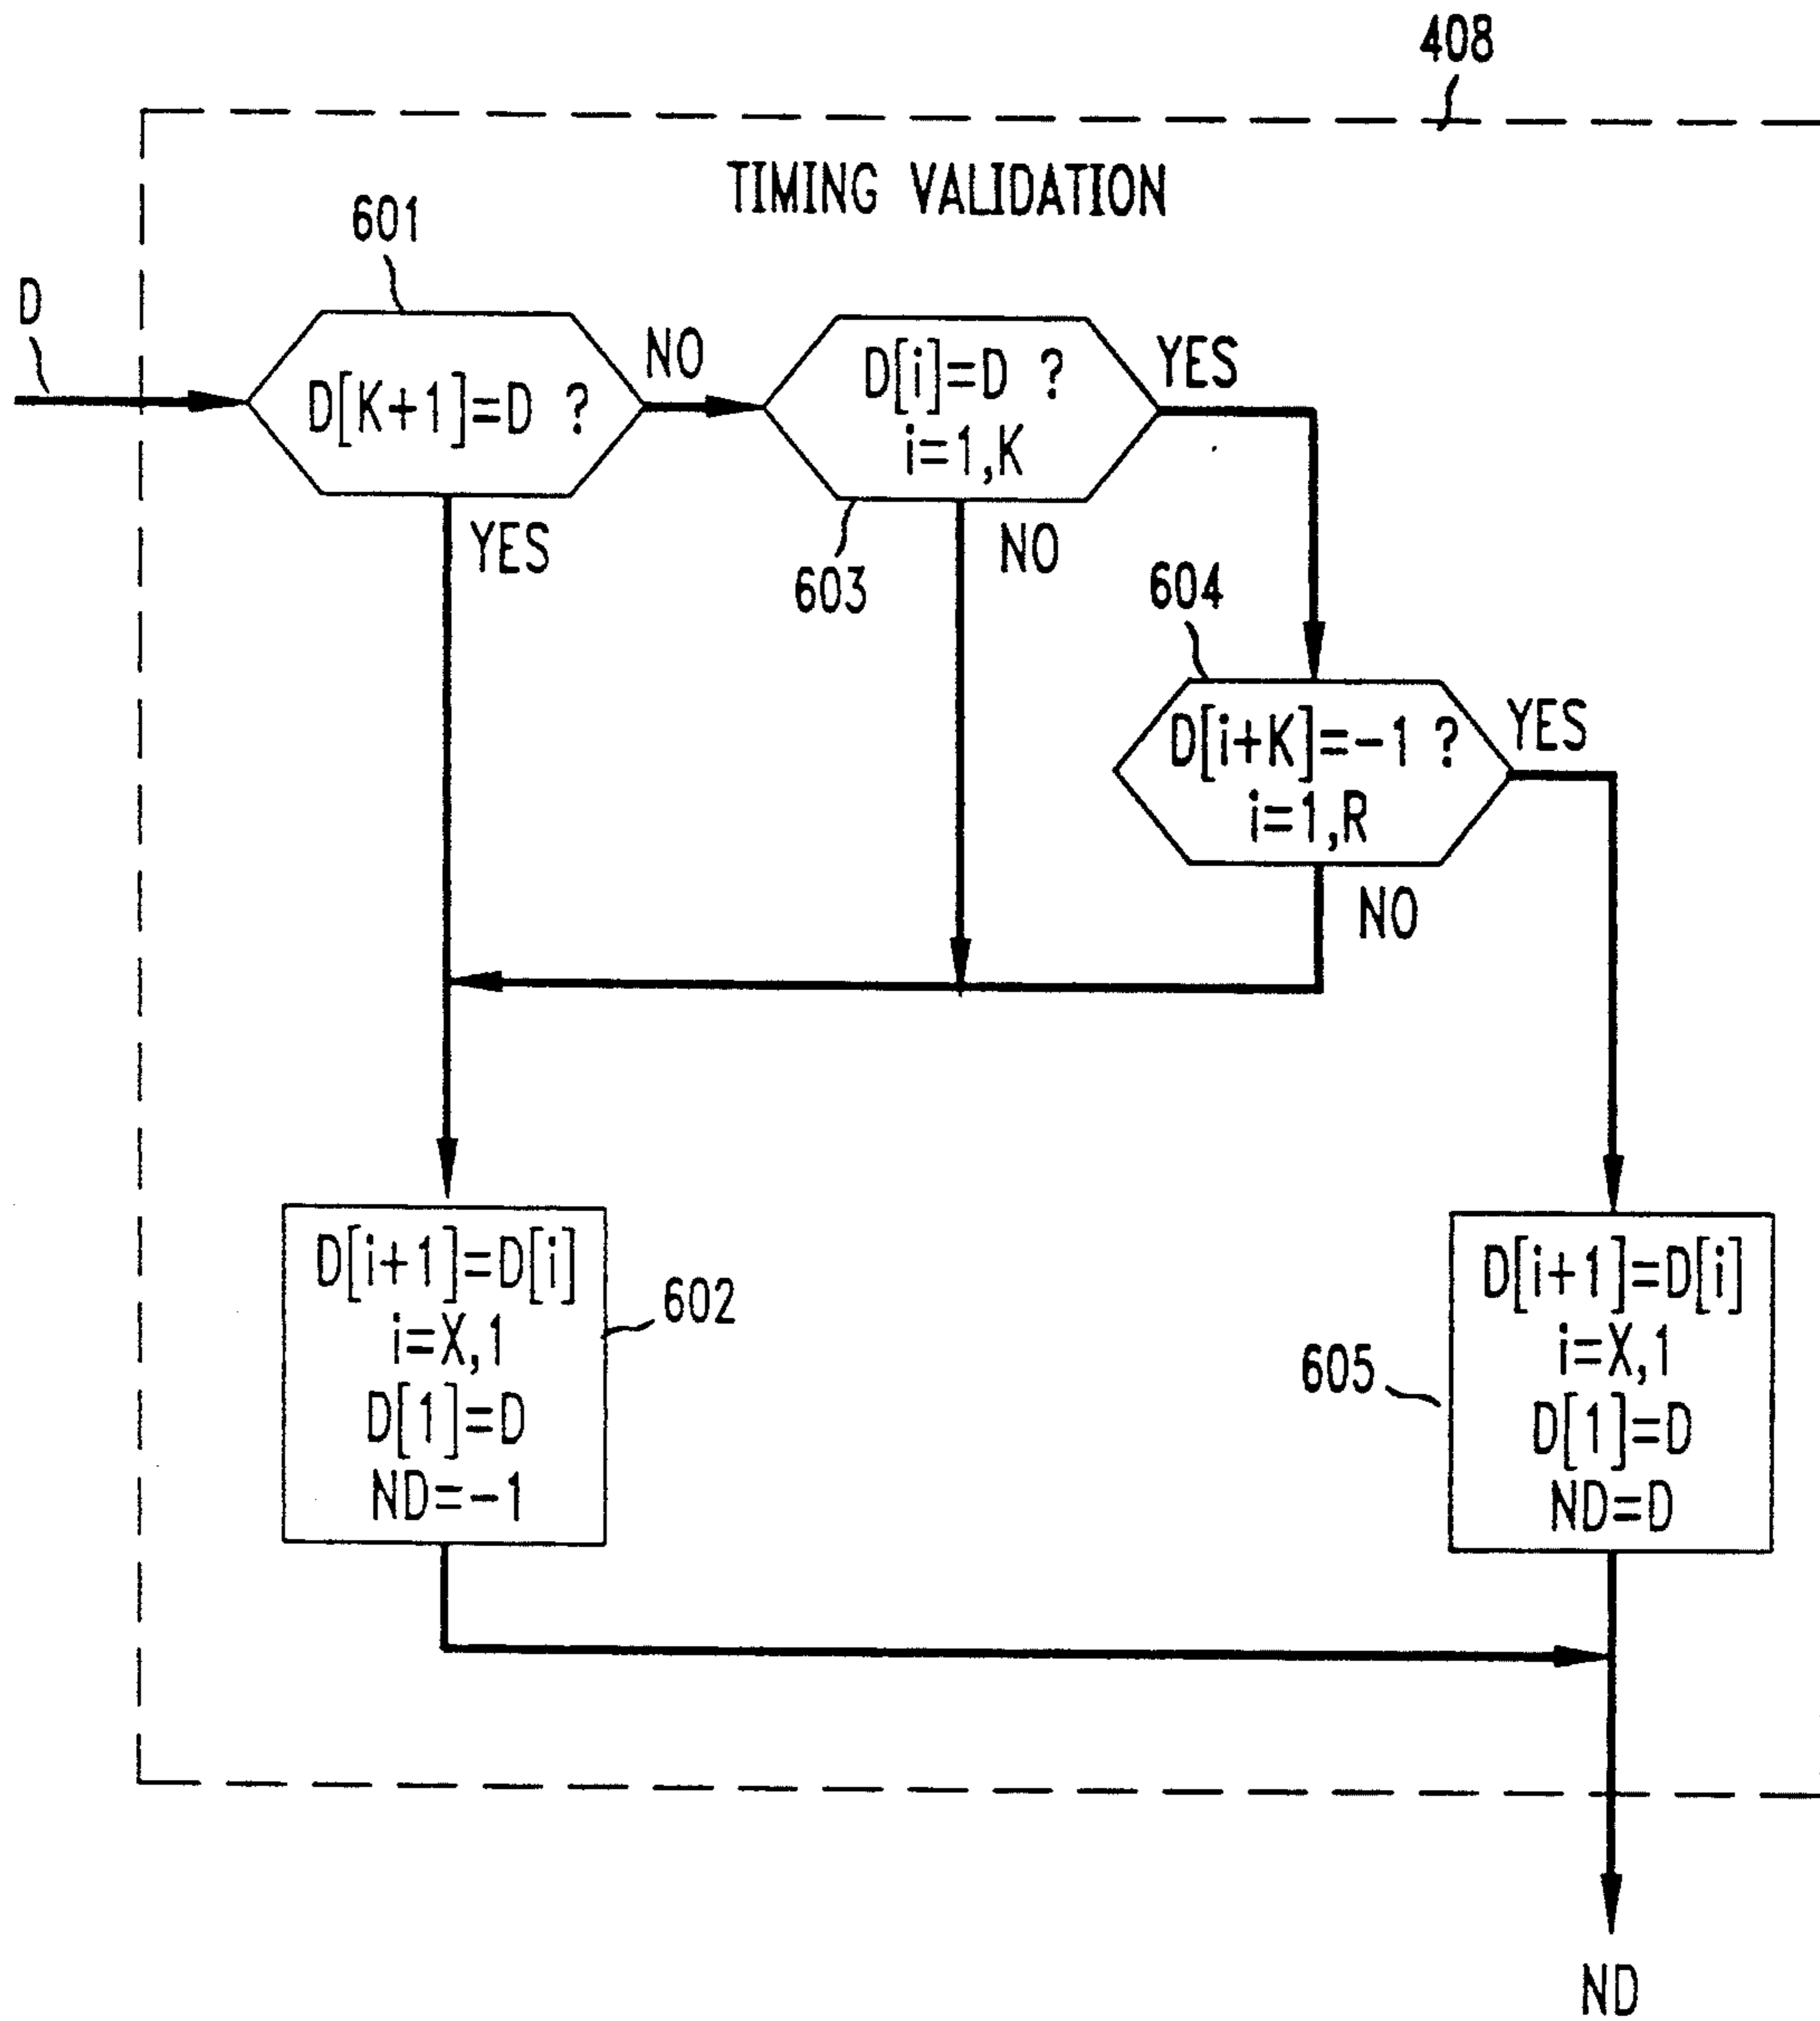 408
TIMING VALIDATION
601
D
D[K+1]=D ?
NO
D[i]=D ?
i=1,K
YES
YES
603
NO
604
D[i+K]=-1 ?
i=1,R
YES
NO
D[i+1]=D[i]
i=X,1
D[1]=D
ND=-1
602
605
D[i+1]=D[i]
i=X,1
D[1]=D
ND=D
ND